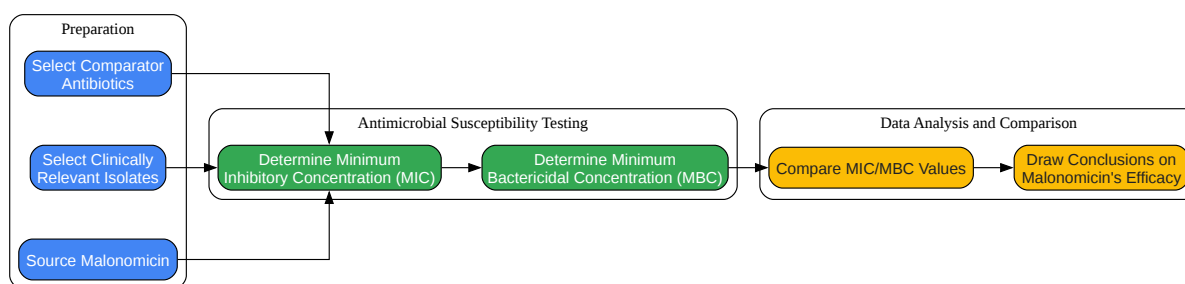 Preparation
Select Comparator
Antibiotics
Select Clinically
Relevant Isolates
Source Malonomicin
Antimicrobial Susceptibility Testing
Determine Minimum
Inhibitory Concentration (MIC)
Determine Minimum
Bactericidal Concentration (MBC)
Data Analysis and Comparison
Compare MIC/MBC Values
Draw Conclusions on
Malonomicin's Efficacy